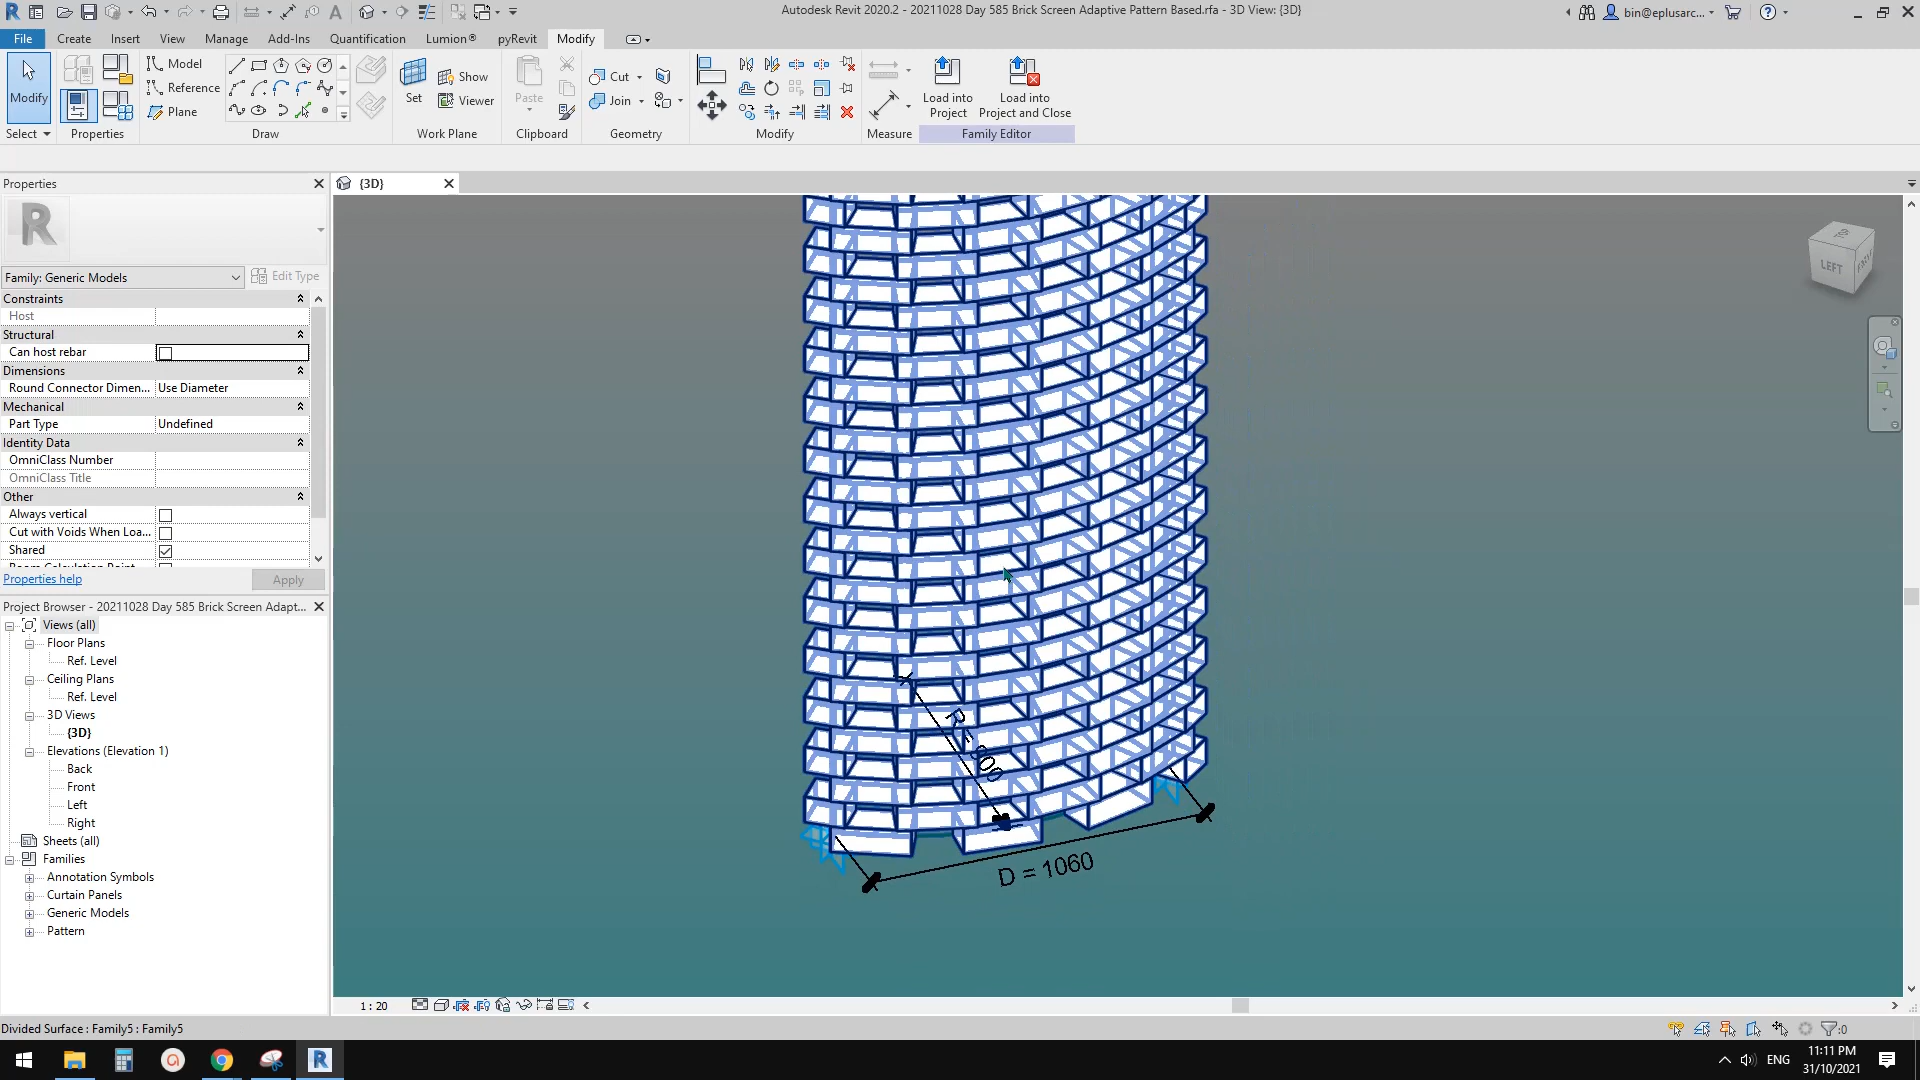 Autodesk Revit 2020.2 - 20211028 Day 585 Brick Screen Adaptive Pattern Based.rfa - 3D View: {3D}
bin@eplusarc...
File Create Insert View Manage Add-Ins Quantification Lumion® pyRevit Modify
Modify
Select
Properties
Model
Reference
Plane
Draw
Set
Show
Viewer
Work Plane
Paste
Clipboard
Cut
Join
Geometry
Modify
Measure
Load into Project
Load into Project and Close
Family Editor
Properties
{3D}
R
Family: Generic Models
Edit Type
Constraints
Host
Structural
Can host rebar
Dimensions
Round Connector Dimen... Use Diameter
Mechanical
Part Type Undefined
Identity Data
OmniClass Number
OmniClass Title
Other
Always vertical
Cut with Voids When Loa...
Shared
Room Calculation Point
Properties help
Apply
Project Browser - 20211028 Day 585 Brick Screen Adapt...
Views (all)
Floor Plans
Ref. Level
Ceiling Plans
Ref. Level
3D Views
{3D}
Elevations (Elevation 1)
Back
Front
Left
Right
Sheets (all)
Families
Annotation Symbols
Curtain Panels
Generic Models
Pattern
LEFT
R = 900
D = 1060
1 : 20
Divided Surface : Family5 : Family5
:0
ENG
11:11 PM
31/10/2021